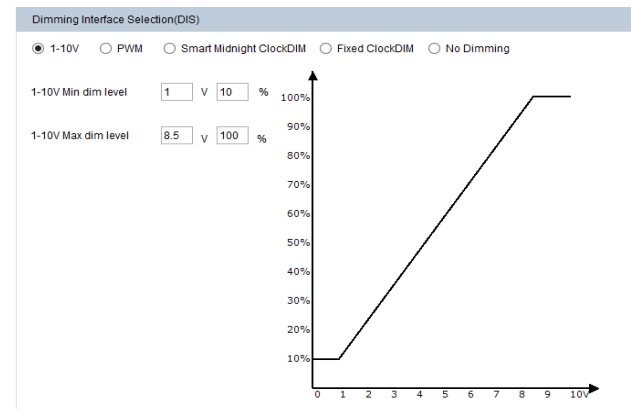 Dimming Interface Selection(DIS)
1-10V PWM Smart Midnight ClockDIM Fixed ClockDIM No Dimming
1-10V Min dim level 1 V 10 %
1-10V Max dim level 8.5 V 100 %
100%
90%
80%
70%
60%
50%
40%
30%
20%
10%
0 1 2 3 4 5 6 7 8 9 10V